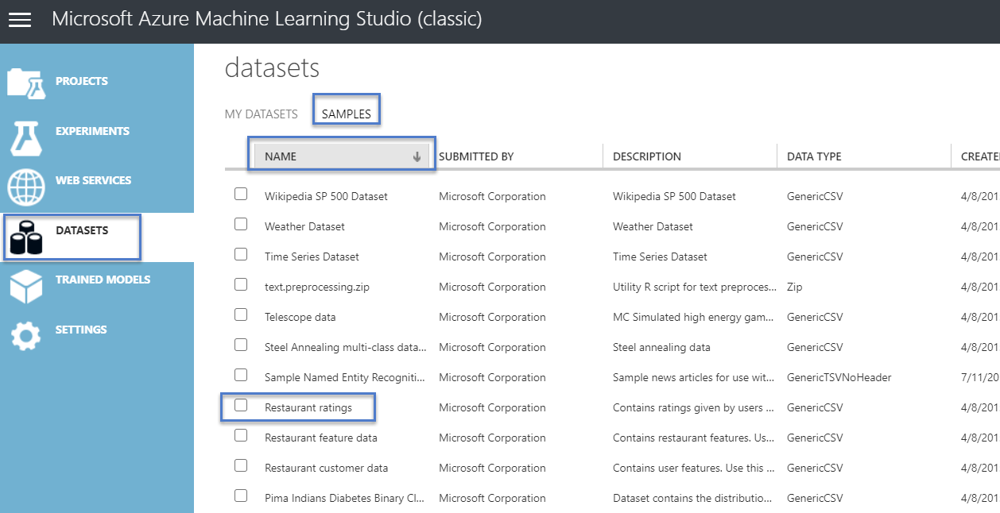 Microsoft Azure Machine Learning Studio (classic)
PROJECTS
EXPERIMENTS
WEB SERVICES
DATASETS
TRAINED MODELS
SETTINGS
datasets
MY DATASETS SAMPLES
NAME SUBMITTED BY DESCRIPTION DATA TYPE CREATE
Wikipedia SP 500 Dataset Microsoft Corporation Wikipedia SP 500 Dataset GenericCSV 4/8/201
Weather Dataset Microsoft Corporation Weather Dataset GenericCSV 4/8/201
Time Series Dataset Microsoft Corporation Time Series Dataset GenericCSV 4/8/201
text.preprocessing.zip Microsoft Corporation Utility R script for text preproces... Zip 4/8/201
Telescope data Microsoft Corporation MC Simulated high energy gam... GenericCSV 4/8/201
Steel Annealing multi-class data... Microsoft Corporation Steel annealing data GenericCSV 4/8/201
Sample Named Entity Recogniti... Microsoft Corporation Sample news articles for use wit... GenericTSVNoHeader 7/11/20
Restaurant ratings Microsoft Corporation Contains ratings given by users ... GenericCSV 4/8/201
Restaurant feature data Microsoft Corporation Contains restaurant features. Us... GenericCSV 4/8/201
Restaurant customer data Microsoft Corporation Contains user features. Use this ... GenericCSV 4/8/201
Pima Indians Diabetes Binary Cl... Microsoft Corporation Dataset contains the distributio... GenericCSV 4/8/201